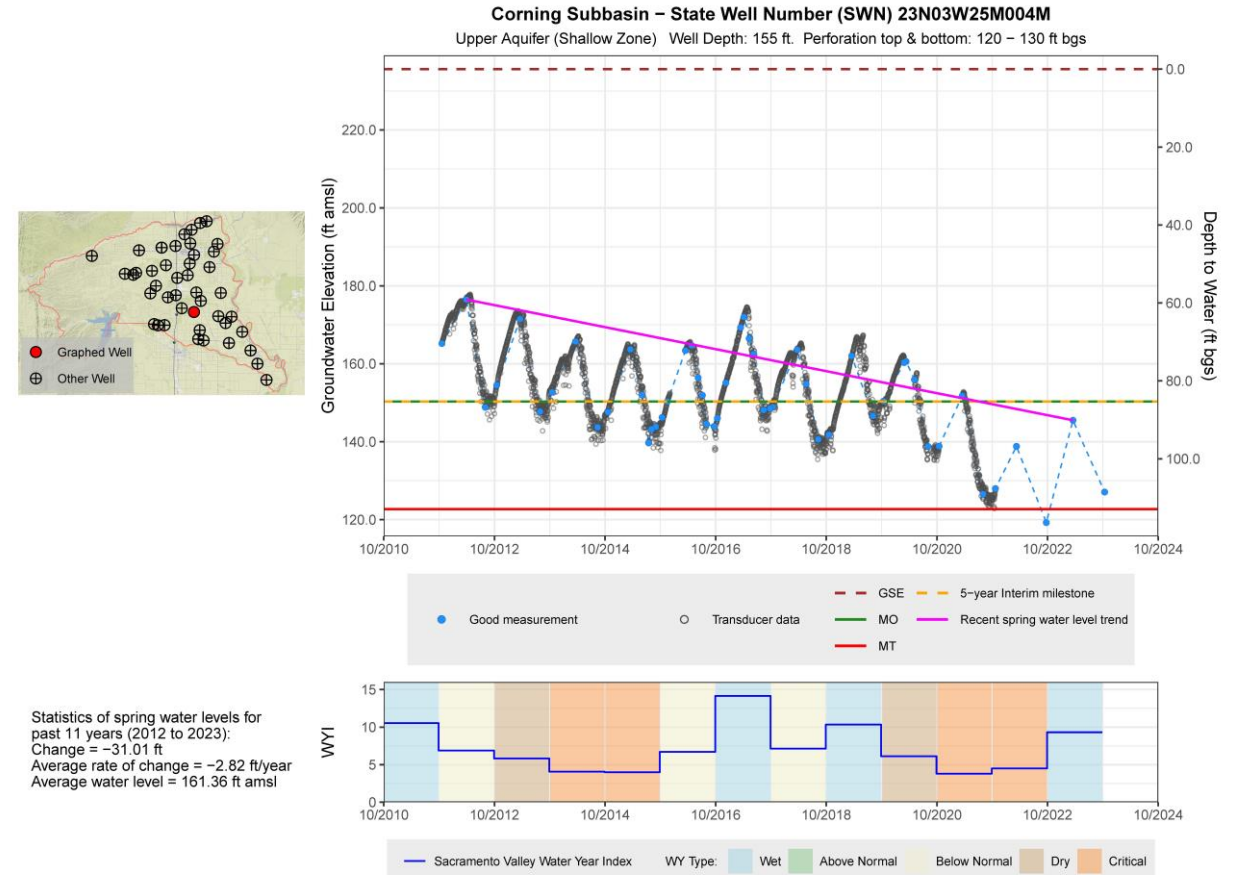 Corning Subbasin − State Well Number (SWN) 23N03W25M004M
Upper Aquifer (Shallow Zone) Well Depth: 155 ft. Perforation top & bottom: 120 − 130 ft bgs
Groundwater Elevation (ft amsl)
220.0
200.0
180.0
160.0
140.0
120.0
0.0
20.0
40.0
60.0
80.0
100.0
Depth to Water (ft bgs)
10/2010 10/2012 10/2014 10/2016 10/2018 10/2020 10/2022 10/2024
Graphed Well
Other Well
Good measurement
Transducer data
GSE
MO
MT
5−year Interim milestone
Recent spring water level trend
Statistics of spring water levels for
past 11 years (2012 to 2023):
Change = −31.01 ft
Average rate of change = −2.82 ft/year
Average water level = 161.36 ft amsl
WYI
15
10
5
0
10/2010 10/2012 10/2014 10/2016 10/2018 10/2020 10/2022 10/2024
Sacramento Valley Water Year Index WY Type: Wet Above Normal Below Normal Dry Critical